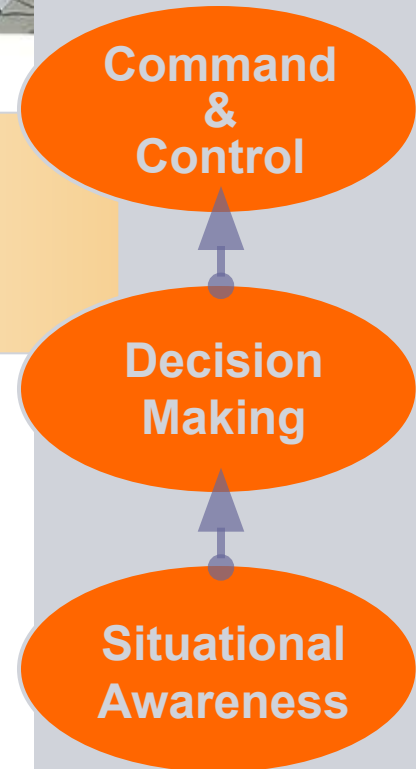 Command
&
Control
Decision
Making
Situational
Awareness